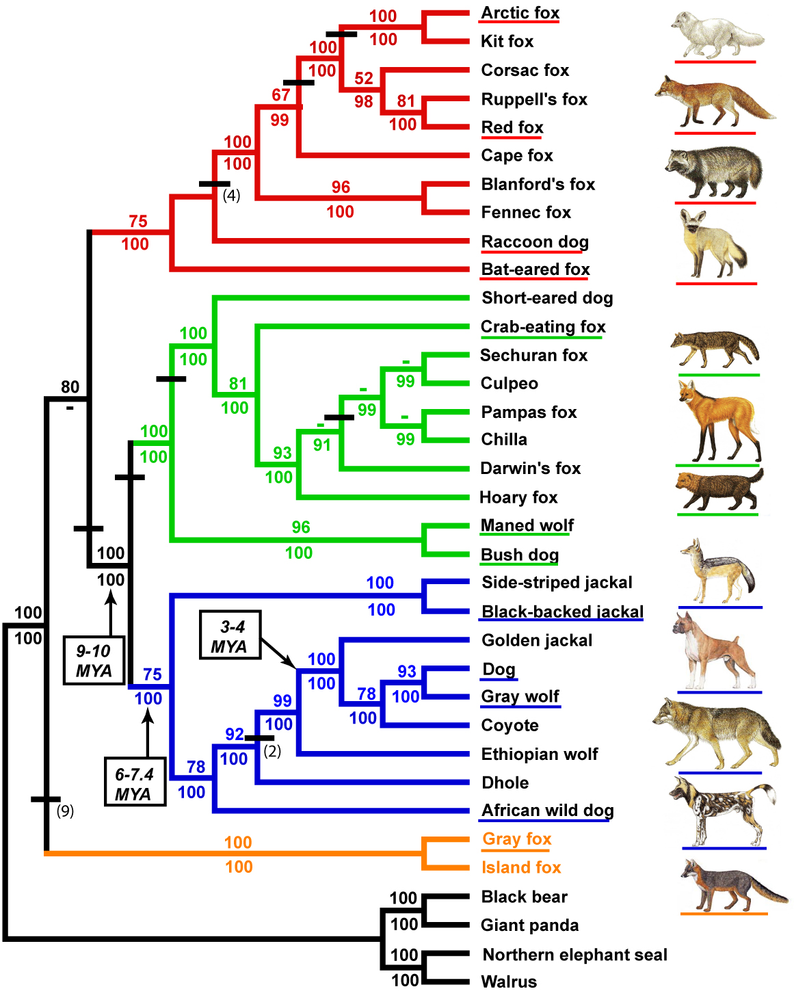 100
Arctic fox
100
Kit fox
100
100
Corsac fox
52
98
Ruppell's fox
81
100
Red fox
67
99
Cape fox
100
100
Blanford's fox
96
100
Fennec fox
(4)
Raccoon dog
75
100
Bat-eared fox
Short-eared dog
Crab-eating fox
100
100
Sechuran fox
-
99
Culpeo
81
100
-
99
Pampas fox
-
99
Chilla
80
-
-
91
100
100
Darwin's fox
93
100
Hoary fox
Maned wolf
96
100
Bush dog
100
100
Side-striped jackal
100
100
Black-backed jackal
100
100
3-4
MYA
Golden jackal
9-10
MYA
100
100
Dog
93
100
Gray wolf
75
100
78
100
Coyote
99
100
Ethiopian wolf
92
100
(2)
Dhole
6-7.4
MYA
78
100
African wild dog
(9)
Gray fox
100
100
Island fox
Black bear
100
100
Giant panda
Northern elephant seal
100
100
Walrus